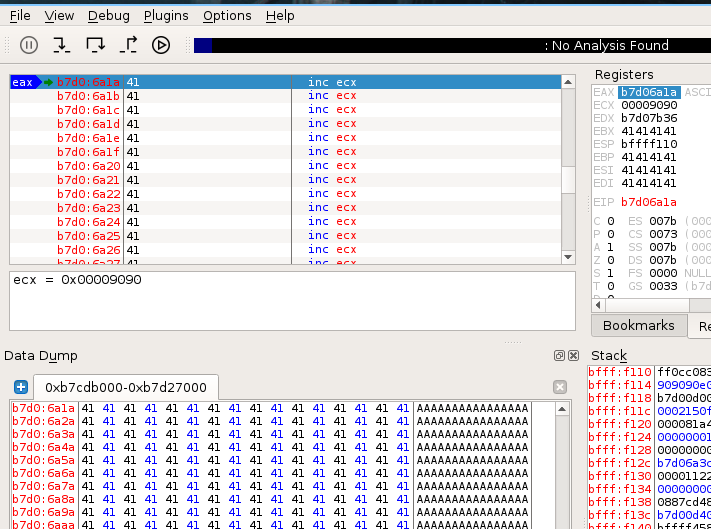 File View Debug Plugins Options Help
: No Analysis Found
eax b7d0:6a1a 41 inc ecx
b7d0:6a1b 41 inc ecx
b7d0:6a1c 41 inc ecx
b7d0:6a1d 41 inc ecx
b7d0:6a1e 41 inc ecx
b7d0:6a1f 41 inc ecx
b7d0:6a20 41 inc ecx
b7d0:6a21 41 inc ecx
b7d0:6a22 41 inc ecx
b7d0:6a23 41 inc ecx
b7d0:6a24 41 inc ecx
b7d0:6a25 41 inc ecx
b7d0:6a26 41 inc ecx
b7d0:6a27 41 inc ecx
ecx = 0x00009090
Registers
EAX b7d06a1a ASCI
ECX 00009090
EDX b7d07b36
EBX 41414141
ESP bffff110
EBP 41414141
ESI 41414141
EDI 41414141
EIP b7d06a1a
C 0 ES 007b (000
P 0 CS 0073 (000
A 1 SS 007b (000
Z 0 DS 007b (000
S 1 FS 0000 NULL
T 0 GS 0033 (b7d
Bookmarks Re
Data Dump
0xb7cdb000-0xb7d27000
b7d0:6a1a 41 41 41 41 41 41 41 41 41 41 41 41 41 41 41 41 AAAAAAAAAAAAAAAA
b7d0:6a2a 41 41 41 41 41 41 41 41 41 41 41 41 41 41 41 41 AAAAAAAAAAAAAAAA
b7d0:6a3a 41 41 41 41 41 41 41 41 41 41 41 41 41 41 41 41 AAAAAAAAAAAAAAAA
b7d0:6a4a 41 41 41 41 41 41 41 41 41 41 41 41 41 41 41 41 AAAAAAAAAAAAAAAA
b7d0:6a5a 41 41 41 41 41 41 41 41 41 41 41 41 41 41 41 41 AAAAAAAAAAAAAAAA
b7d0:6a6a 41 41 41 41 41 41 41 41 41 41 41 41 41 41 41 41 AAAAAAAAAAAAAAAA
b7d0:6a7a 41 41 41 41 41 41 41 41 41 41 41 41 41 41 41 41 AAAAAAAAAAAAAAAA
b7d0:6a8a 41 41 41 41 41 41 41 41 41 41 41 41 41 41 41 41 AAAAAAAAAAAAAAAA
b7d0:6a9a 41 41 41 41 41 41 41 41 41 41 41 41 41 41 41 41 AAAAAAAAAAAAAAAA
b7d0:6aaa 41 41 41 41 41 41 41 41 41 41 41 41 41 41 41 41 AAAAAAAAAAAAAAAA
Stack
bfff:f110 ff0cc083
bfff:f114 909090e0
bfff:f118 b7d00d00
bfff:f11c 0002150f
bfff:f120 000081a4
bfff:f124 00000001
bfff:f128 00000000
bfff:f12c b7d06a3c
bfff:f130 00001122
bfff:f134 00000000
bfff:f138 0887cd48
bfff:f13c b7d00d40